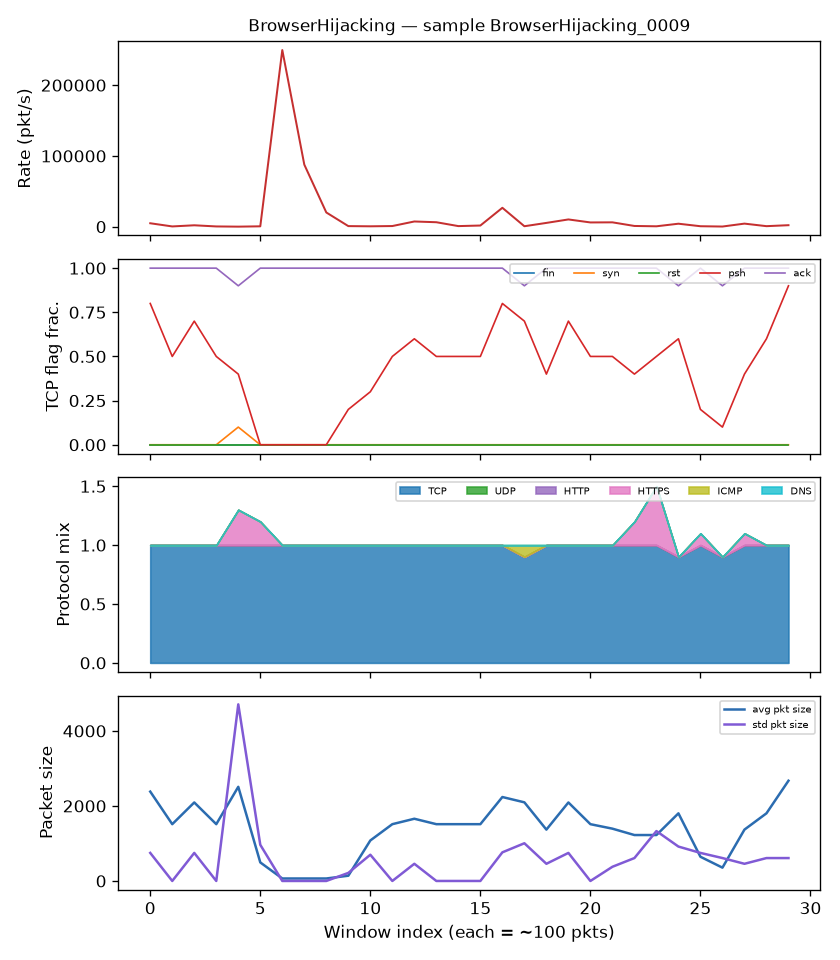 BrowserHijacking — sample BrowserHijacking_0009
Rate (pkt/s)
200000
100000
0
TCP flag frac.
1.00
0.75
0.50
0.25
0.00
fin syn rst psh ack
Protocol mix
1.5
1.0
0.5
0.0
TCP UDP HTTP HTTPS ICMP DNS
Packet size
4000
2000
0
avg pkt size
std pkt size
0 5 10 15 20 25 30
Window index (each = ~100 pkts)